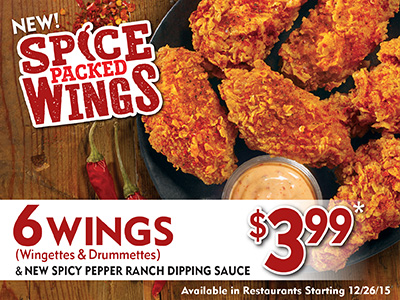 NEW!
SPICE
PACKED
WINGS
6 WINGS
(Wingettes & Drummettes)
& NEW SPICY PEPPER RANCH DIPPING SAUCE
$3.99*
Available in Restaurants Starting 12/26/15